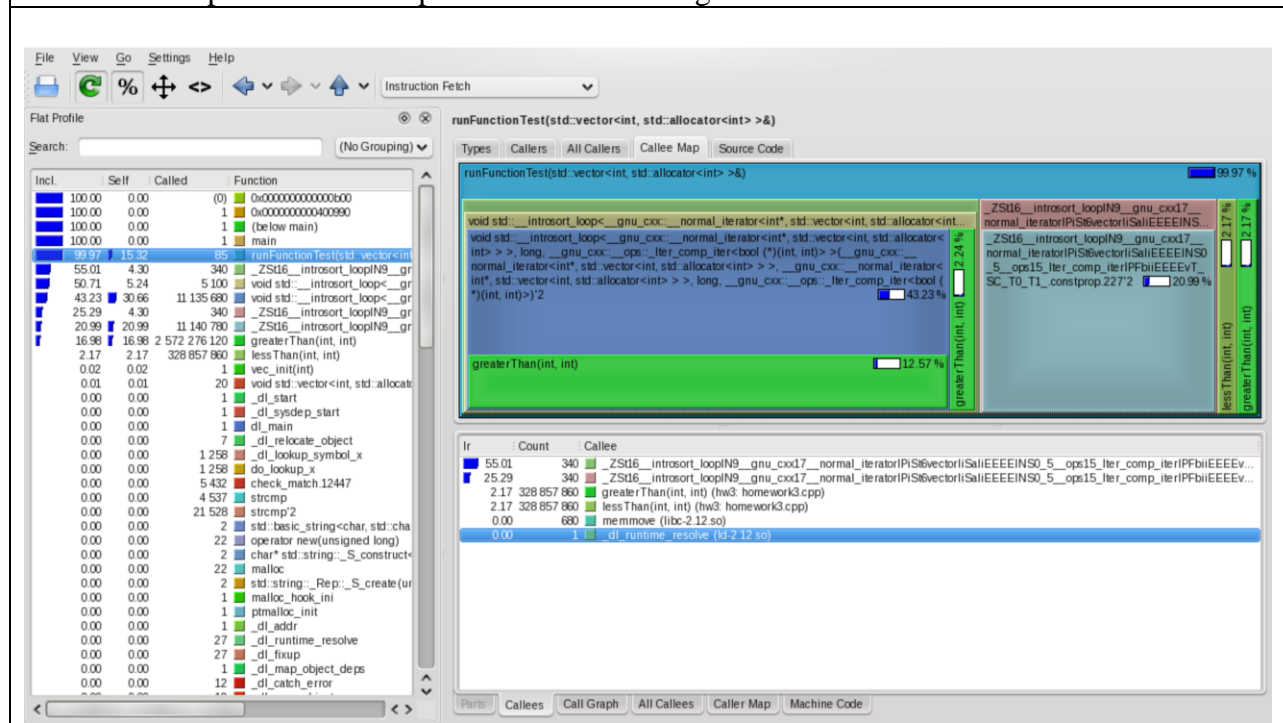 File View Go Settings Help
% <> Instruction Fetch
Flat Profile
Search: (No Grouping)
Incl. Self Called Function
100.00 0.00 (0) 0x0000000000000b00
100.00 0.00 1 0x0000000000400990
100.00 0.00 1 (below main)
100.00 0.00 1 main
99.97 15.32 85 runFunctionTest(std::vector<int
55.01 4.30 340 _ZSt16__introsort_loopIN9__gr
50.71 5.24 5 100 void std::__introsort_loop<__gr
43.23 30.66 11 135 680 void std::__introsort_loop<__gr
25.29 4.30 340 _ZSt16__introsort_loopIN9__gr
20.99 20.99 11 140 780 _ZSt16__introsort_loopIN9__gr
16.98 16.98 2 572 276 120 greaterThan(int, int)
2.17 2.17 328 857 860 lessThan(int, int)
0.02 0.02 1 vec_init(int)
0.01 0.01 20 void std::vector<int, std::allocato
0.00 0.00 1 _dl_start
0.00 0.00 1 _dl_sysdep_start
0.00 0.00 1 dl_main
0.00 0.00 7 _dl_relocate_object
0.00 0.00 1 258 _dl_lookup_symbol_x
0.00 0.00 1 258 do_lookup_x
0.00 0.00 5 432 check_match.12447
0.00 0.00 4 537 strcmp
0.00 0.00 21 528 strcmp'2
0.00 0.00 2 std::basic_string<char, std::cha
0.00 0.00 22 operator new(unsigned long)
0.00 0.00 2 char* std::string::_S_construct<
0.00 0.00 22 malloc
0.00 0.00 2 std::string::_Rep::_S_create(ur
0.00 0.00 1 malloc_hook_ini
0.00 0.00 1 ptmalloc_init
0.00 0.00 1 _dl_addr
0.00 0.00 27 _dl_runtime_resolve
0.00 0.00 27 _dl_fixup
0.00 0.00 1 _dl_map_object_deps
0.00 0.00 12 _dl_catch_error
runFunctionTest(std::vector<int, std::allocator<int> >&)
Types Callers All Callers Callee Map Source Code
runFunctionTest(std::vector<int, std::allocator<int> >&) 99.97 %
void std::__introsort_loop<__gnu_cxx::__normal_iterator<int*, std::vector<int, std::allocator<int...
void std::__introsort_loop<__gnu_cxx::__normal_iterator<int*, std::vector<int, std::allocator<
int> > >, long, __gnu_cxx::__ops::_Iter_comp_iter<bool (*)(int, int)> >(__gnu_cxx::__
normal_iterator<int*, std::vector<int, std::allocator<int> > >, __gnu_cxx::__normal_iterator<
int*, std::vector<int, std::allocator<int> > >, long, __gnu_cxx::__ops::_Iter_comp_iter<bool (
*)(int, int)>)'2 43.23 %
greaterThan(int, int) 12.57 %
greaterThan(int, int) 2.24 %
_ZSt16__introsort_loopIN9__gnu_cxx17__
normal_iteratorIPiSt6vectorIiSaIiEEEEINS...
_ZSt16__introsort_loopIN9__gnu_cxx17__
normal_iteratorIPiSt6vectorIiSaIiEEEEINS0
_5__ops15_Iter_comp_iterIPFbiiEEEEvT_
SC_T0_T1_.constprop.227'2 20.99 %
lessThan(int, int) 2.17 %
greaterThan(int, int) 2.17 %
Ir Count Callee
55.01 340 _ZSt16__introsort_loopIN9__gnu_cxx17__normal_iteratorIPiSt6vectorIiSaIiEEEEINS0_5__ops15_Iter_comp_iterIPFbiiEEEEv...
25.29 340 _ZSt16__introsort_loopIN9__gnu_cxx17__normal_iteratorIPiSt6vectorIiSaIiEEEEINS0_5__ops15_Iter_comp_iterIPFbiiEEEEv...
2.17 328 857 860 greaterThan(int, int) (hw3: homework3.cpp)
2.17 328 857 860 lessThan(int, int) (hw3: homework3.cpp)
0.00 680 memmove (libc-2.12.so)
0.00 1 _dl_runtime_resolve (ld-2.12.so)
Parts Callees Call Graph All Callees Caller Map Machine Code